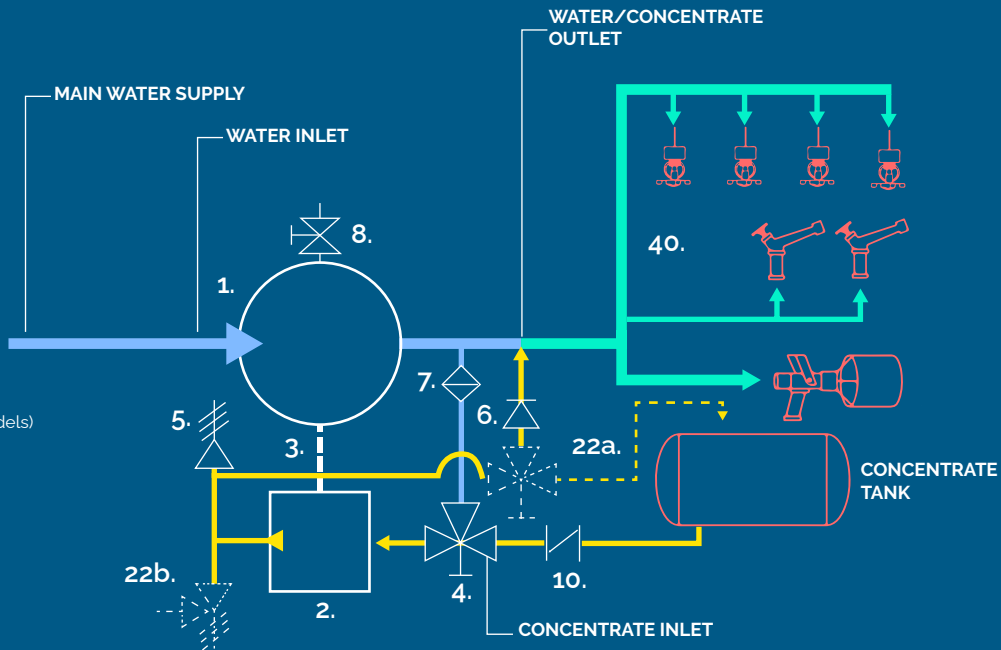 WATER/CONCENTRATE
OUTLET
MAIN WATER SUPPLY
WATER INLET
8.
40.
1.
7.
5.
6.
dels)
3.
22a.
CONCENTRATE
TANK
22b.
4.
10.
2.
CONCENTRATE INLET